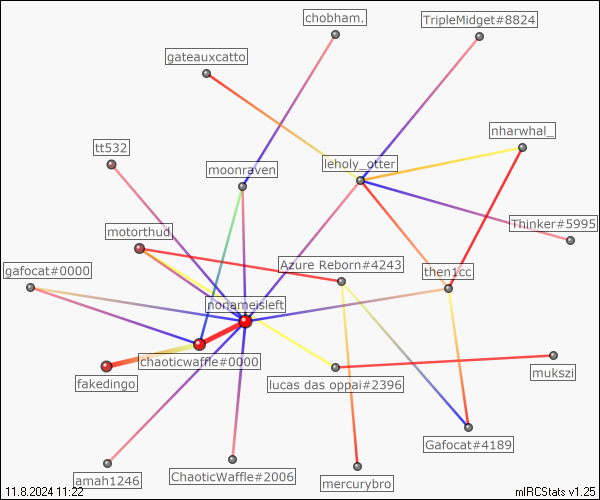 chobham.
TripleMidget#8824
gateauxcatto
nharwhal_
tt532
leholy_otter
moonraven
Thinker#5995
motorthud
gafocat#0000
Azure Reborn#4243
then1cc
nonameisleft
chaoticwaffle#0000
mukszi
fakedingo
lucas das oppai#2396
Gafocat#4189
amah1246
ChaoticWaffle#2006
mercurybro
11.8.2024 11:22
mIRCStats v1.25